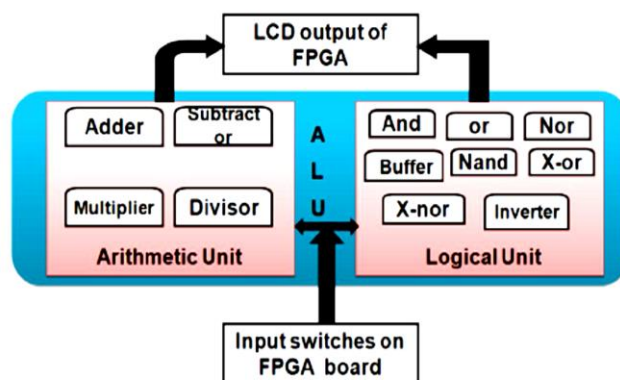 LCD output of
FPGA
Adder
Subtract
or
Multiplier
Divisor
Arithmetic Unit
A
L
U
And
or
Nor
Buffer
Nand
X-or
X-nor
Inverter
Logical Unit
Input switches on
FPGA board